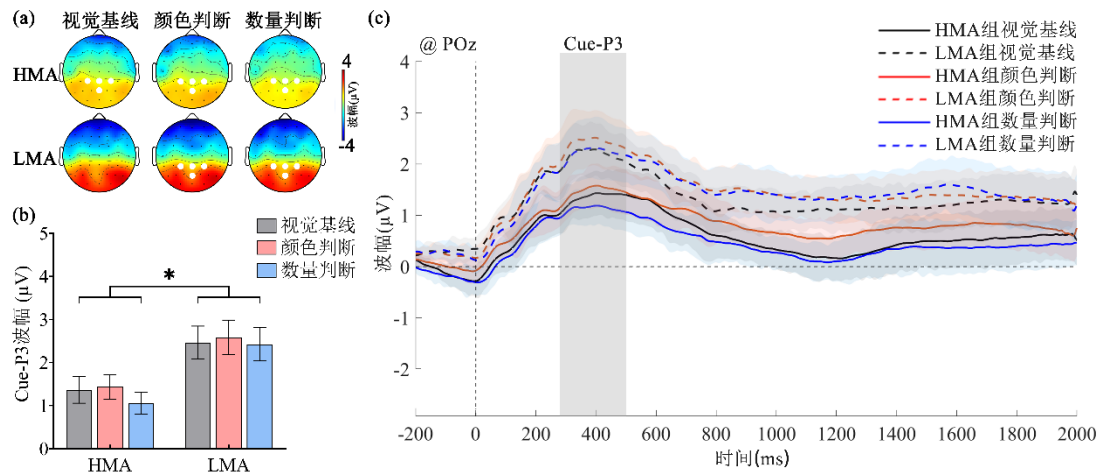 (a)
视觉基线 颜色判断 数量判断
HMA
LMA
4
波幅(μV)
-4
(b)
视觉基线
颜色判断
数量判断
*
Cue-P3波幅 (μV)
5
4
3
2
1
0
HMA LMA
(c)
@ POz
Cue-P3
HMA组视觉基线
LMA组视觉基线
HMA组颜色判断
LMA组颜色判断
HMA组数量判断
LMA组数量判断
波幅(μV)
4
3
2
1
0
-1
-2
-200 0 200 400 600 800 1000 1200 1400 1600 1800 2000
时间(ms)